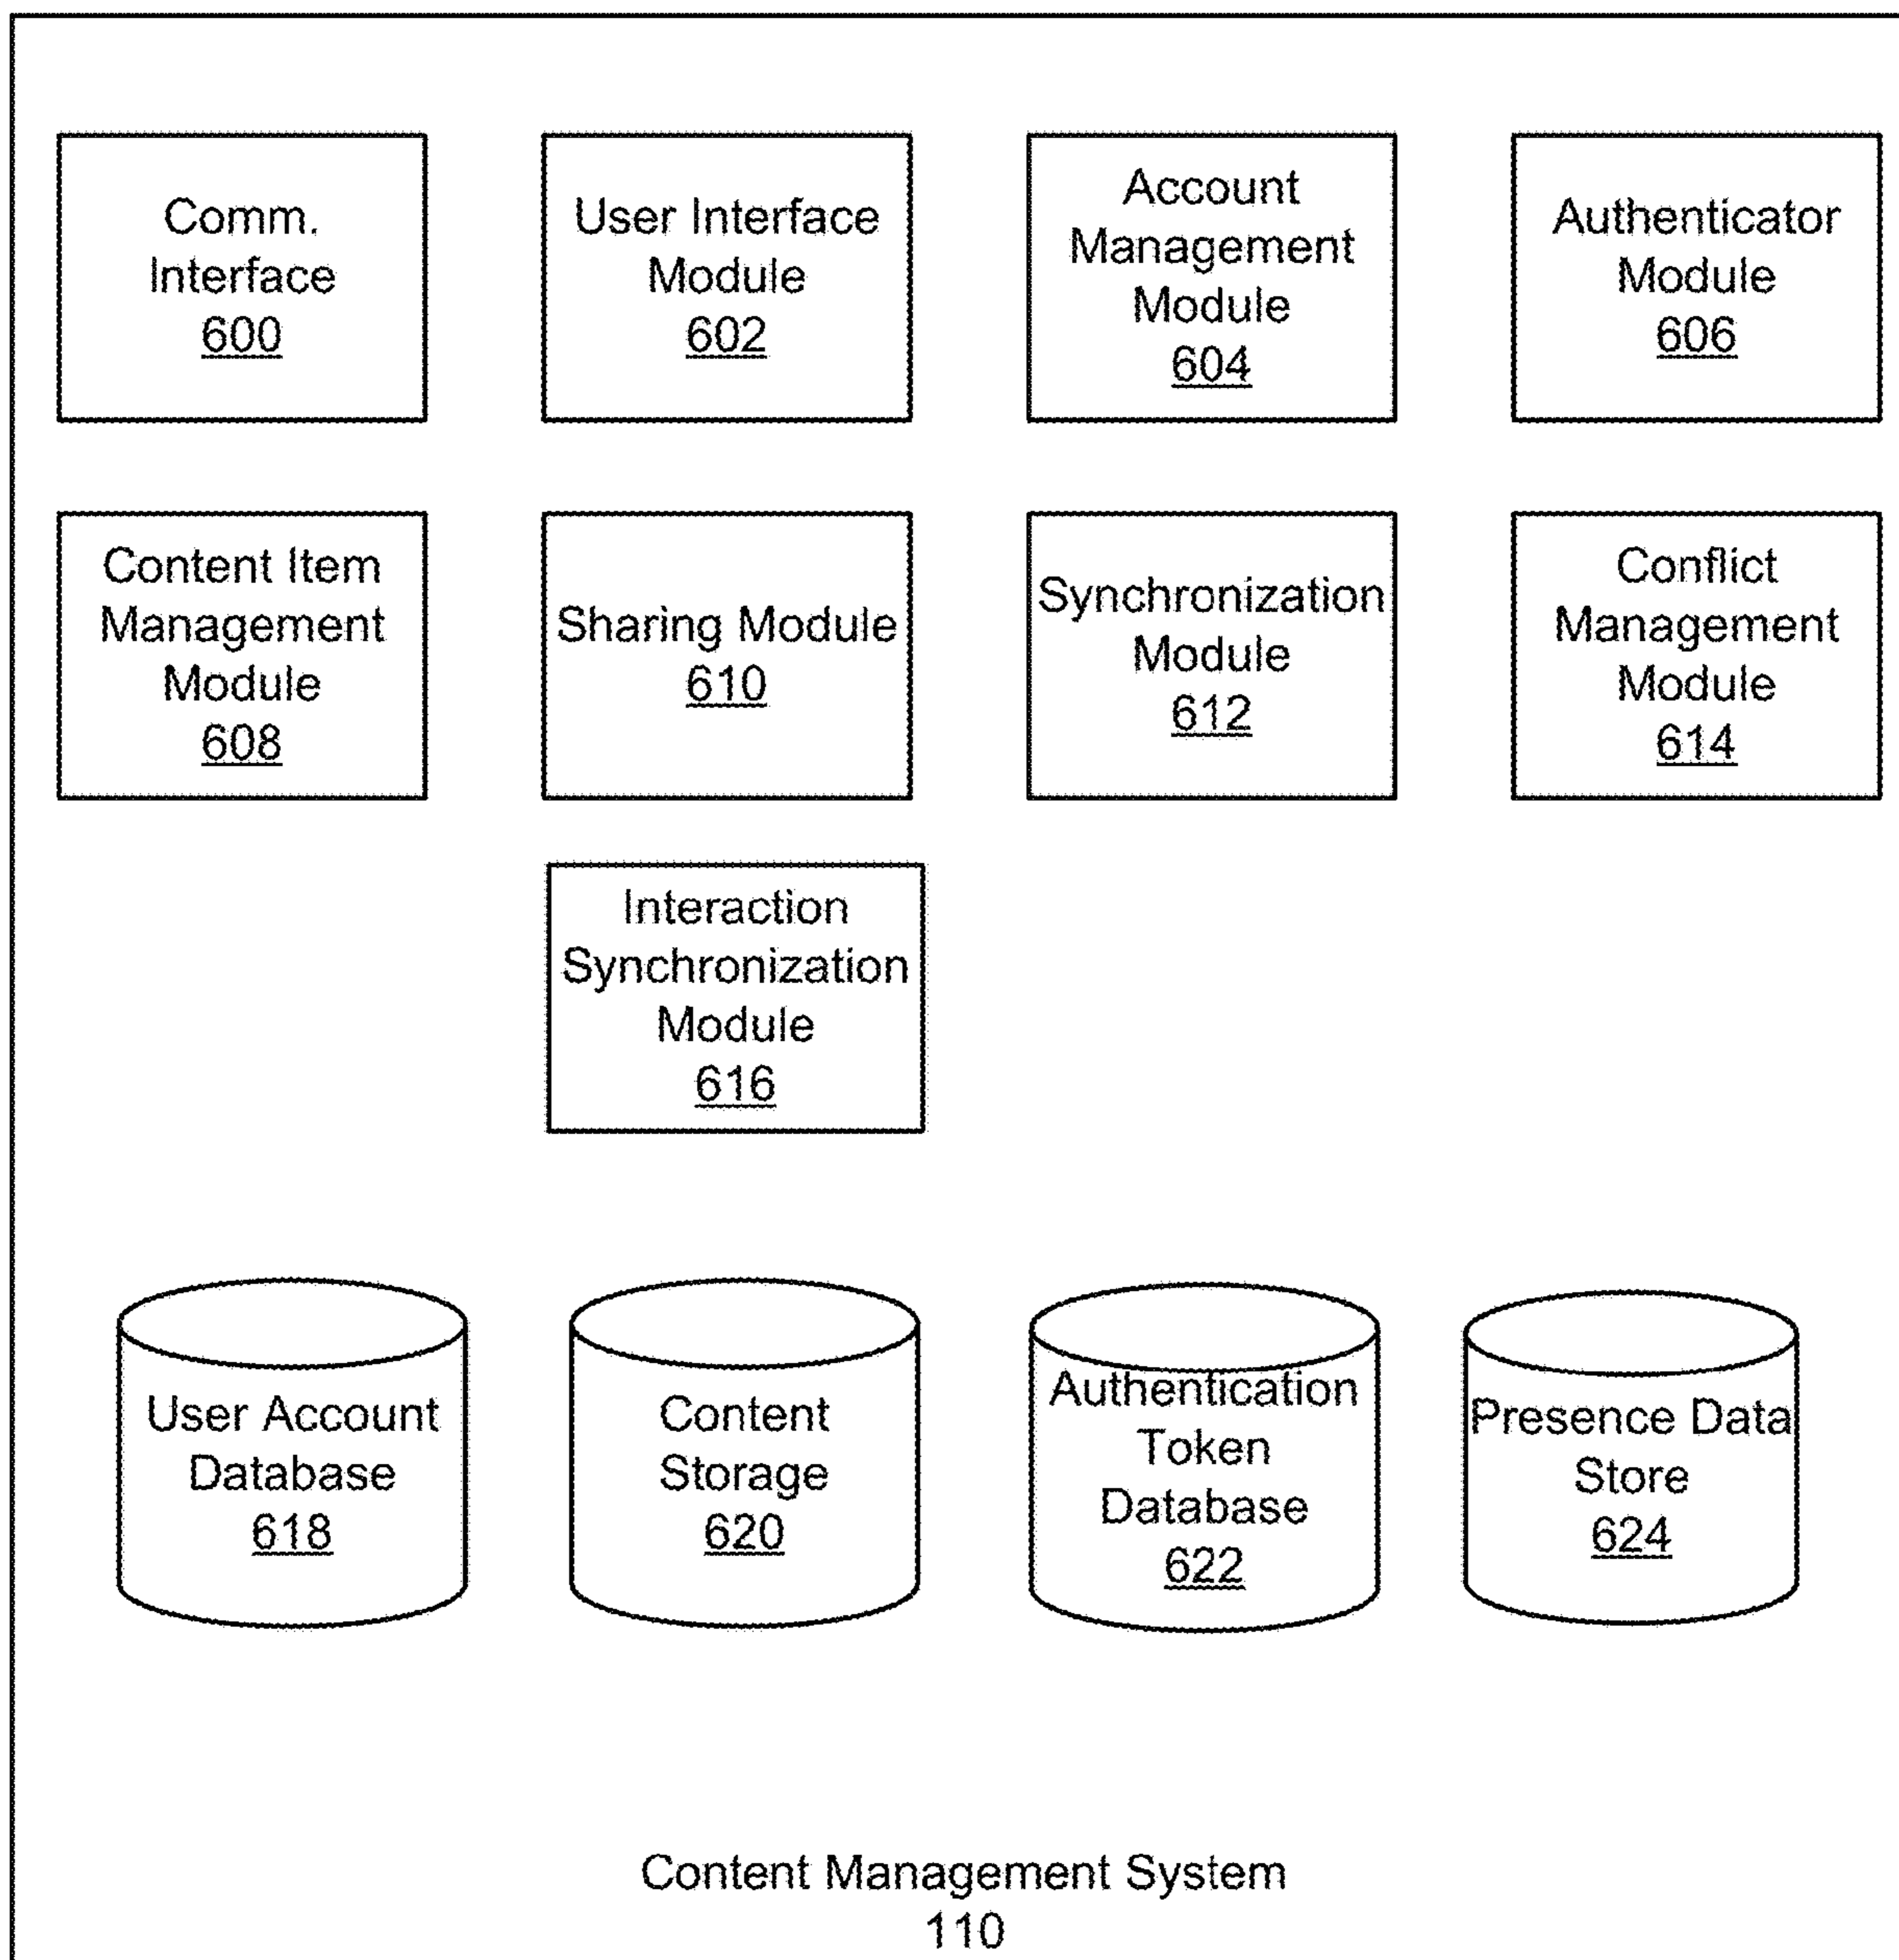 Comm.
Interface
600
User Interface
Module
602
Account
Management
Module
604
Authenticator
Module
606
Content Item
Management
Module
608
Sharing Module
610
Synchronization
Module
612
Conflict
Management
Module
614
Interaction
Synchronization
Module
616
User Account
Database
618
Content
Storage
620
Authentication
Token
Database
622
Presence Data
Store
624
Content Management System
110